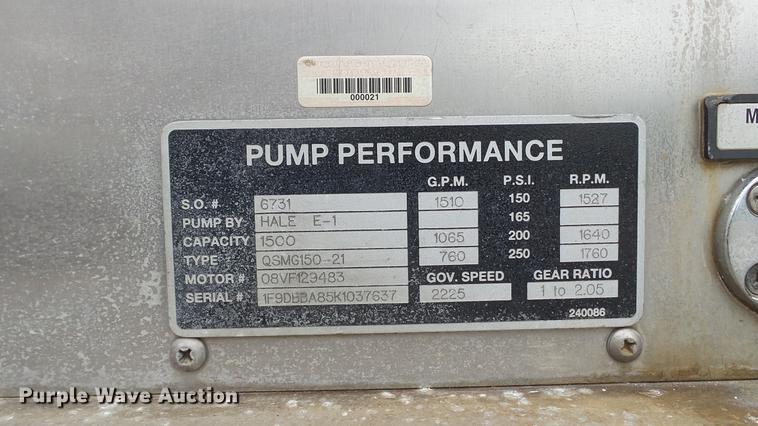 000021
M
PUMP PERFORMANCE
G.P.M. P.S.I. R.P.M.
S.O. # 6731 1510 150 1527
PUMP BY HALE E-1 165
CAPACITY 1500 1065 200 1640
TYPE QSMG150-21 760 250 1760
MOTOR # 08VF129483 GOV. SPEED GEAR RATIO
SERIAL # 1F9DBBA85K1037637 2225 1 to 2.05
240086
Purple Wave Auction